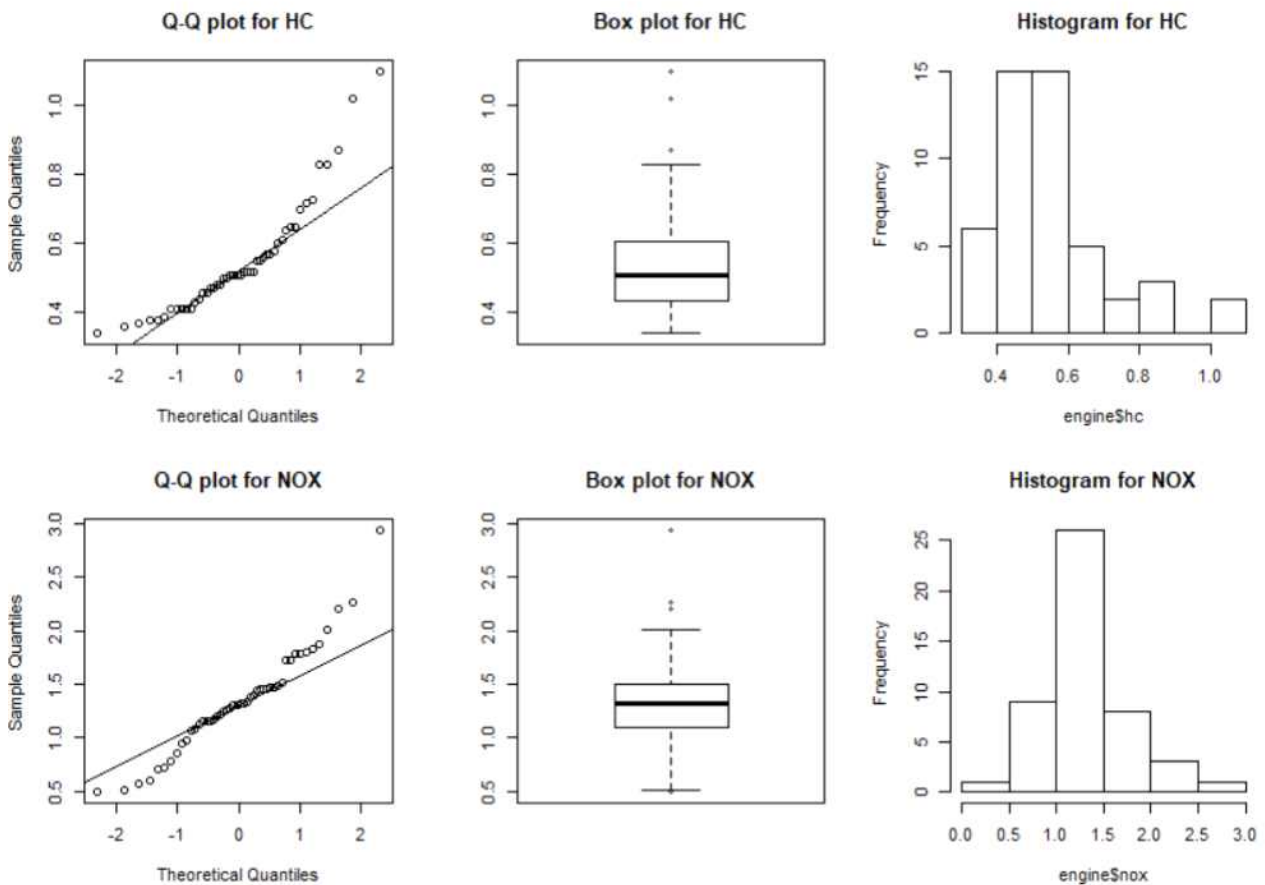 Q-Q plot for HC
Sample Quantiles
0.4 0.6 0.8 1.0
-2 -1 0 1 2
Theoretical Quantiles
Box plot for HC
0.4 0.6 0.8 1.0
Histogram for HC
Frequency
0 5 10 15
0.4 0.6 0.8 1.0
engine$hc
Q-Q plot for NOX
Sample Quantiles
0.5 1.0 1.5 2.0 2.5 3.0
-2 -1 0 1 2
Theoretical Quantiles
Box plot for NOX
0.5 1.0 1.5 2.0 2.5 3.0
Histogram for NOX
Frequency
0 5 10 15 20 25
0.0 0.5 1.0 1.5 2.0 2.5 3.0
engine$nox